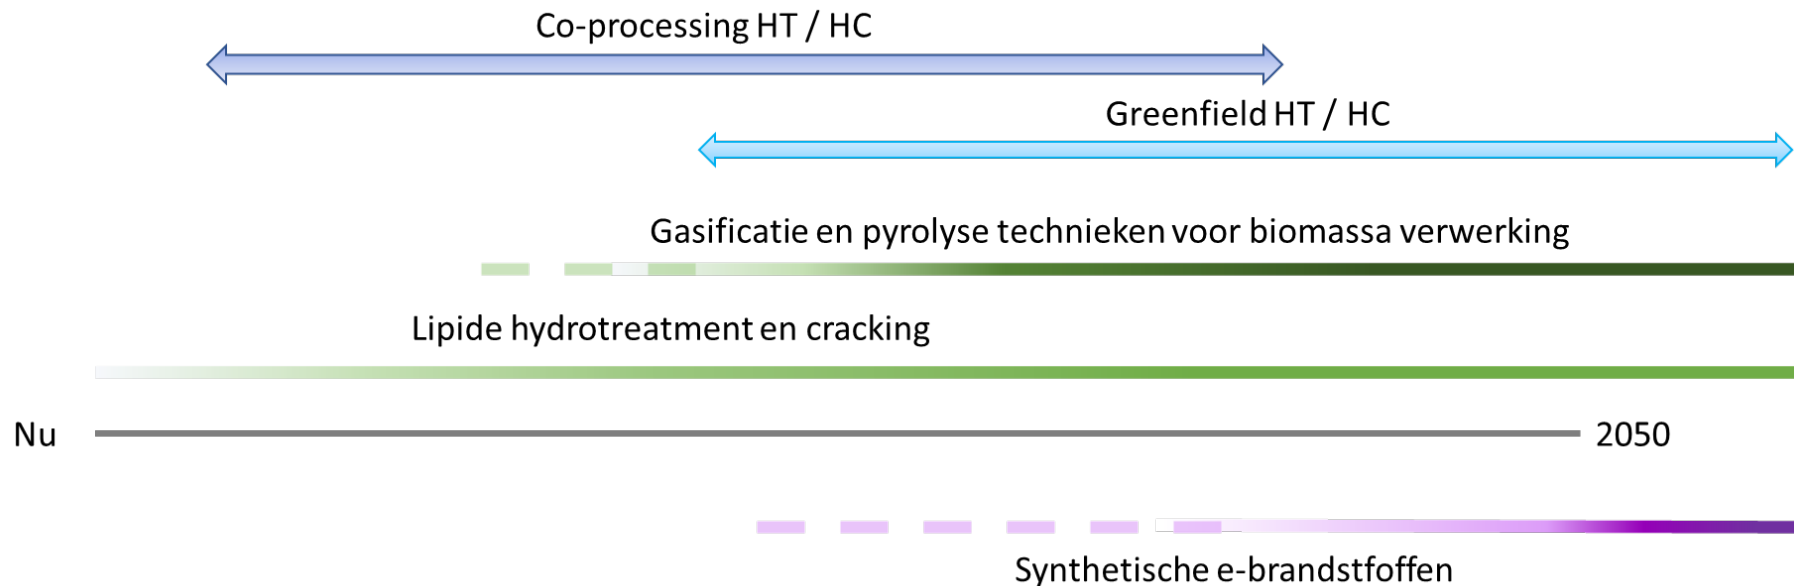 Co-processing HT / HC
Greenfield HT / HC
Gasificatie en pyrolyse technieken voor biomassa verwerking
Lipide hydrotreatment en cracking
Nu
2050
Synthetische e-brandstoffen